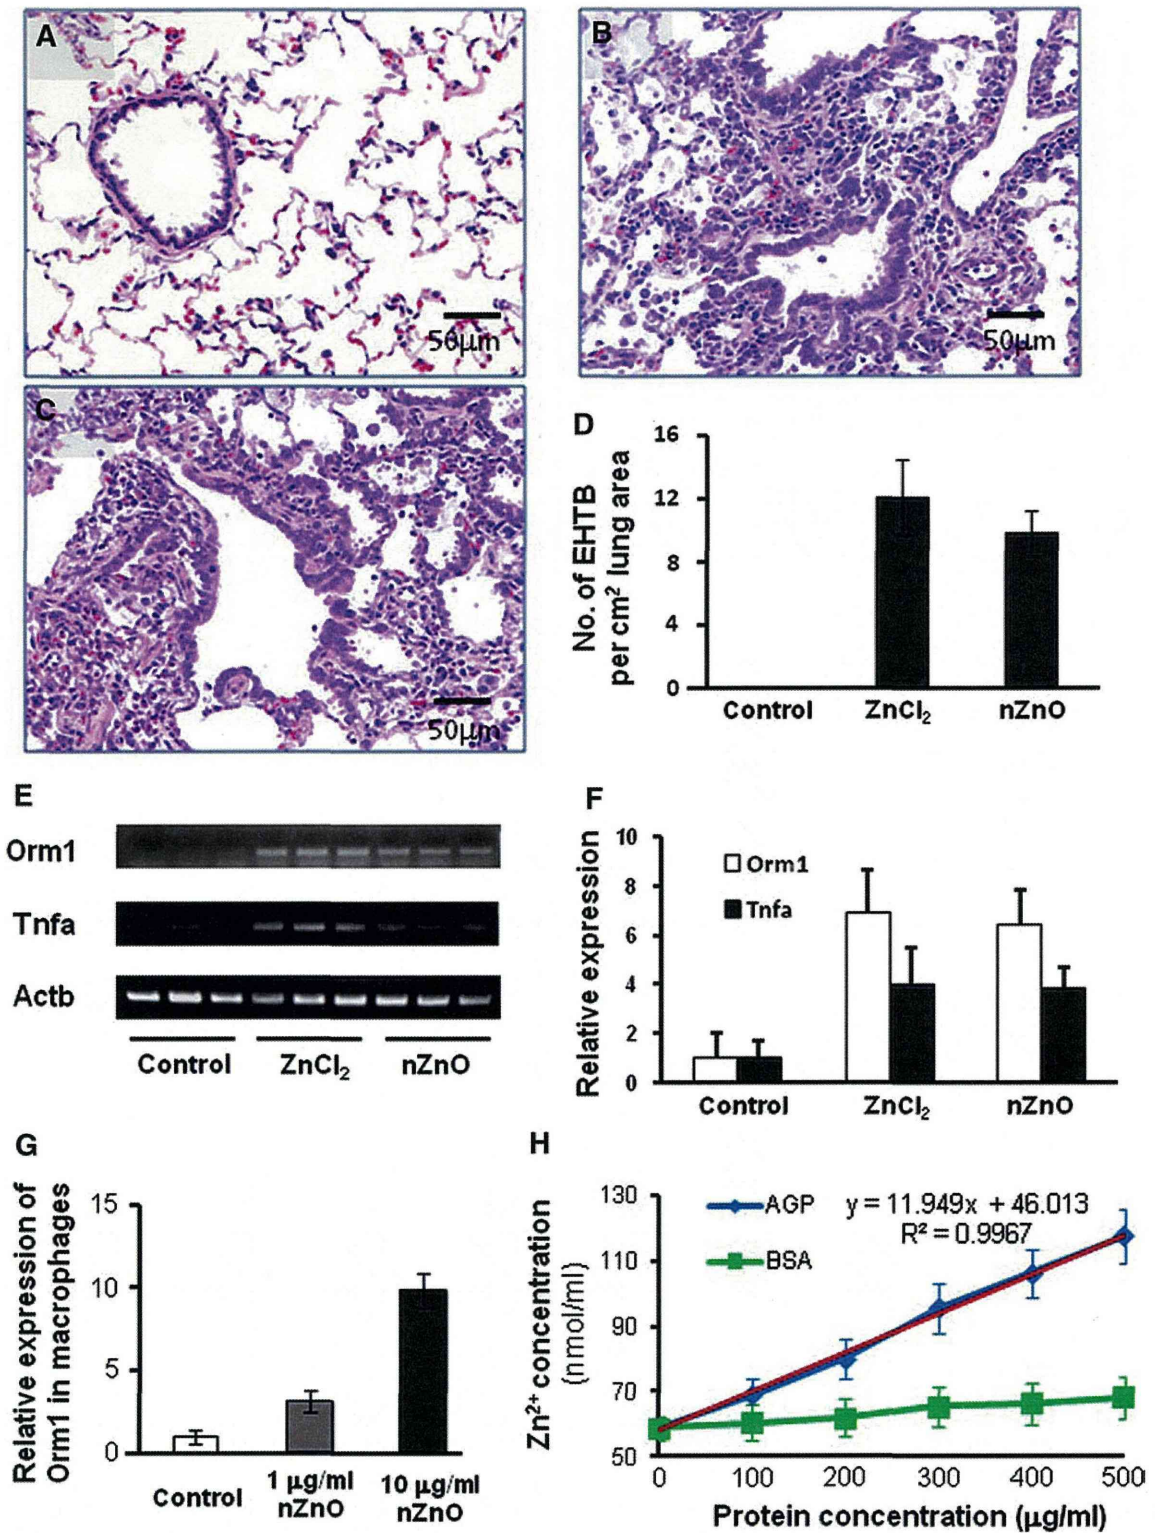 A
50µm
B
50µm
C
50µm
D
No. of EHTB
per cm² lung area
16
12
8
4
0
Control
ZnCl₂
nZnO
E
Orm1
Tnfa
Actb
Control
ZnCl₂
nZnO
F
Relative expression
10
8
6
4
2
0
Orm1
Tnfa
Control
ZnCl₂
nZnO
G
Relative expression of
Orm1 in macrophages
15
10
5
0
Control
1 µg/ml
nZnO
10 µg/ml
nZnO
H
Zn²⁺ concentration
(nmol/ml)
130
110
90
70
50
AGP
BSA
y = 11.949x + 46.013
R² = 0.9967
0
100
200
300
400
500
Protein concentration (µg/ml)